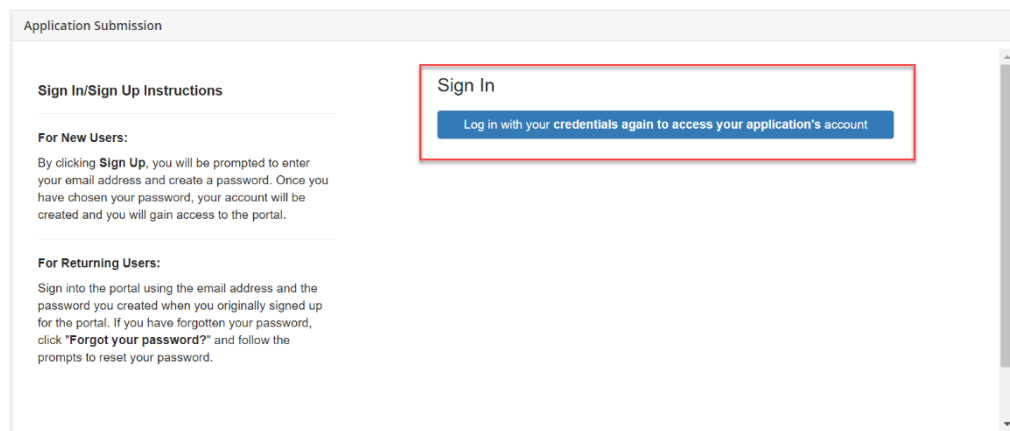 Application Submission
Sign In/Sign Up Instructions
For New Users:
By clicking Sign Up, you will be prompted to enter
your email address and create a password. Once you
have chosen your password, your account will be
created and you will gain access to the portal.
For Returning Users:
Sign into the portal using the email address and the
password you created when you originally signed up
for the portal. If you have forgotten your password,
click "Forgot your password?" and follow the
prompts to reset your password.
Sign In
Log in with your credentials again to access your application's account